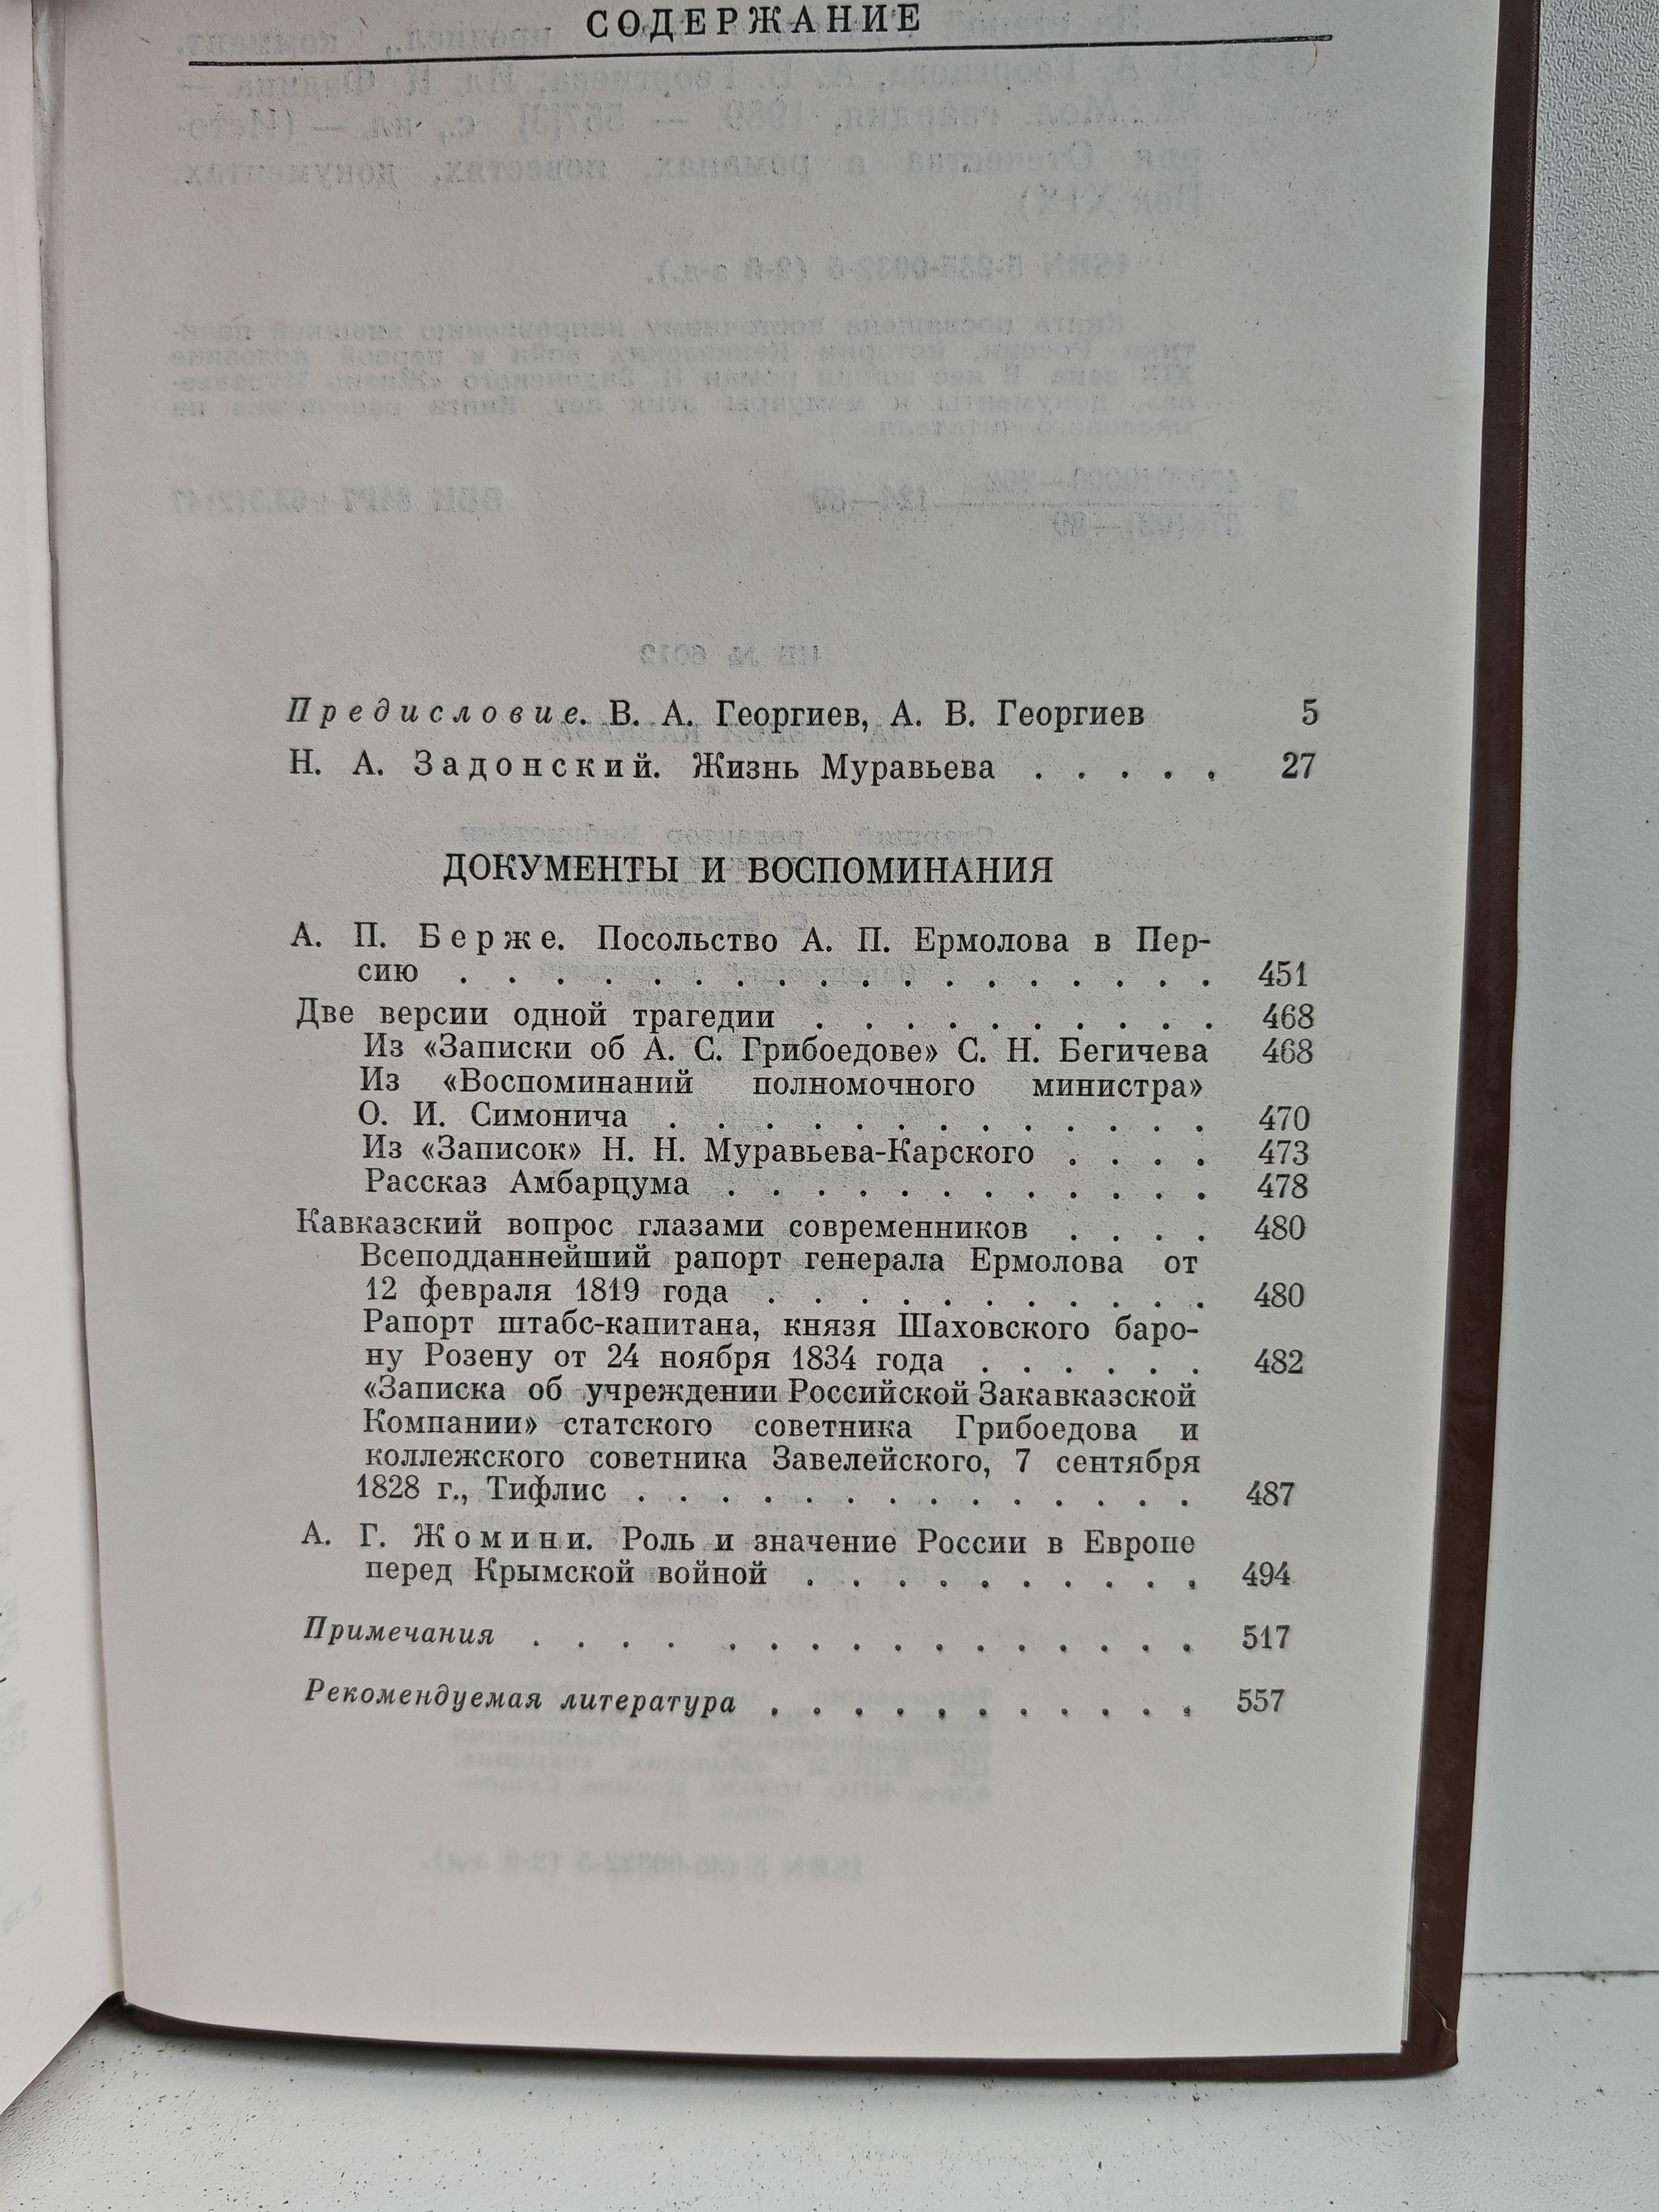 СОДЕРЖАНИЕ
Предисловие. В. А. Георгиев, А. В. Георгиев 5
Н. А. Задонский. Жизнь Муравьева . . . . . 27
ДОКУМЕНТЫ И ВОСПОМИНАНИЯ
А. П. Берже. Посольство А. П. Ермолова в Пер-
сию . . . . . . . . . . . . . . . . . 451
Две версии одной трагедии . . . . . . . . . . 468
Из «Записки об А. С. Грибоедове» С. Н. Бегичева 468
Из «Воспоминаний полномочного министра»
О. И. Симонича . . . . . . . . . . . . . 470
Из «Записок» Н. Н. Муравьева-Карского . . . . 473
Рассказ Амбарцума . . . . . . . . . . . . 478
Кавказский вопрос глазами современников . . . . 480
Всеподданнейший рапорт генерала Ермолова от
12 февраля 1819 года . . . . . . . . . . . 480
Рапорт штабс-капитана, князя Шаховского баро-
ну Розену от 24 ноября 1834 года . . . . . . 482
«Записка об учреждении Российской Закавказской
Компании» статского советника Грибоедова и
коллежского советника Завелейского, 7 сентября
1828 г., Тифлис . . . . . . . . . . . . . . 487
А. Г. Жомини. Роль и значение России в Европе
перед Крымской войной . . . . . . . . . . 494
Примечания . . . . . . . . . . . . . . . . 517
Рекомендуемая литература . . . . . . . . . . . 557